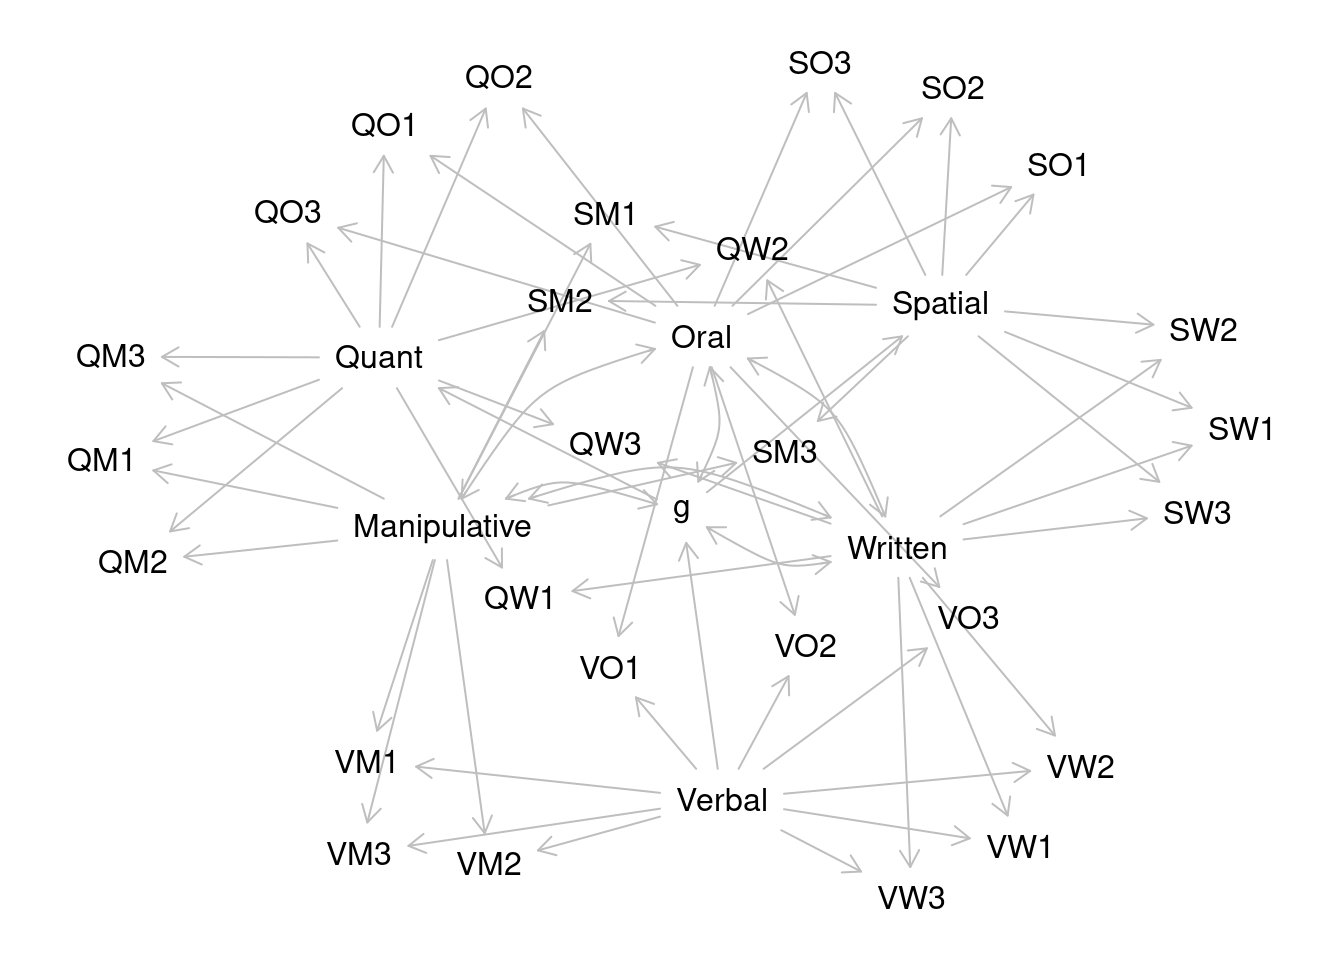 SO3
QO2
SO2
QO1
SO1
QO3
SM1
QW2
SM2
Spatial
SW2
Oral
QM3
Quant
SW1
QW3
SM3
QM1
g
SW3
Manipulative
Written
QM2
QW1
VO3
VO2
VO1
VM1
VW2
Verbal
VW1
VM3
VM2
VW3